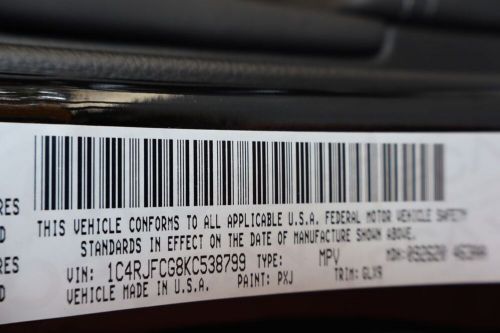 RES
THIS VEHICLE CONFORMS TO ALL APPLICABLE U.S.A. FEDERAL MOTOR VEHICLE SAFETY
STANDARDS IN EFFECT ON THE DATE OF MANUFACTURE SHOWN ABOVE.
VIN: 1C4RJFCG8KC538799 TYPE: MPV MDH:
VEHICLE MADE IN U.S.A. PAINT: PXJ TRIM: GLX9